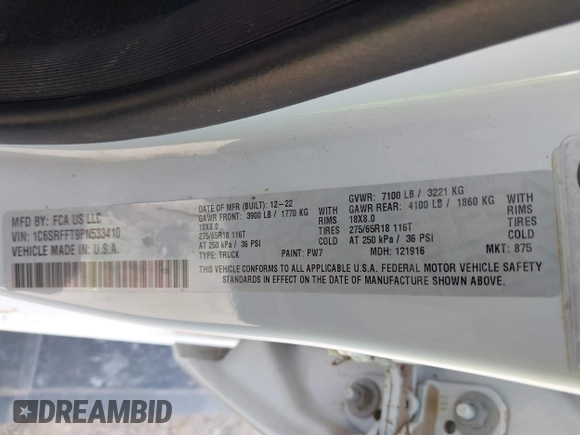 MFD BY: FCA US LLC
VIN: 1C6SRFFT9PN533410
VEHICLE MADE IN: U.S.A.
DATE OF MFR (BUILT): 12-22
GAWR FRONT: 3900 LB / 1770 KG WITH
18X8.0 RIMS
275/65R18 116T TIRES
AT 250 kPa / 36 PSI COLD
TYPE: TRUCK PAINT: PW7
GVWR: 7100 LB / 3221 KG
GAWR REAR: 4100 LB / 1860 KG WITH
18X8.0 RIMS
275/65R18 116T TIRES
AT 250 kPa / 36 PSI COLD
MDH: 121916 MKT: 875
THIS VEHICLE CONFORMS TO ALL APPLICABLE U.S.A. FEDERAL MOTOR VEHICLE SAFETY
STANDARDS IN EFFECT ON THE DATE OF MANUFACTURE SHOWN ABOVE.
DREAMBID